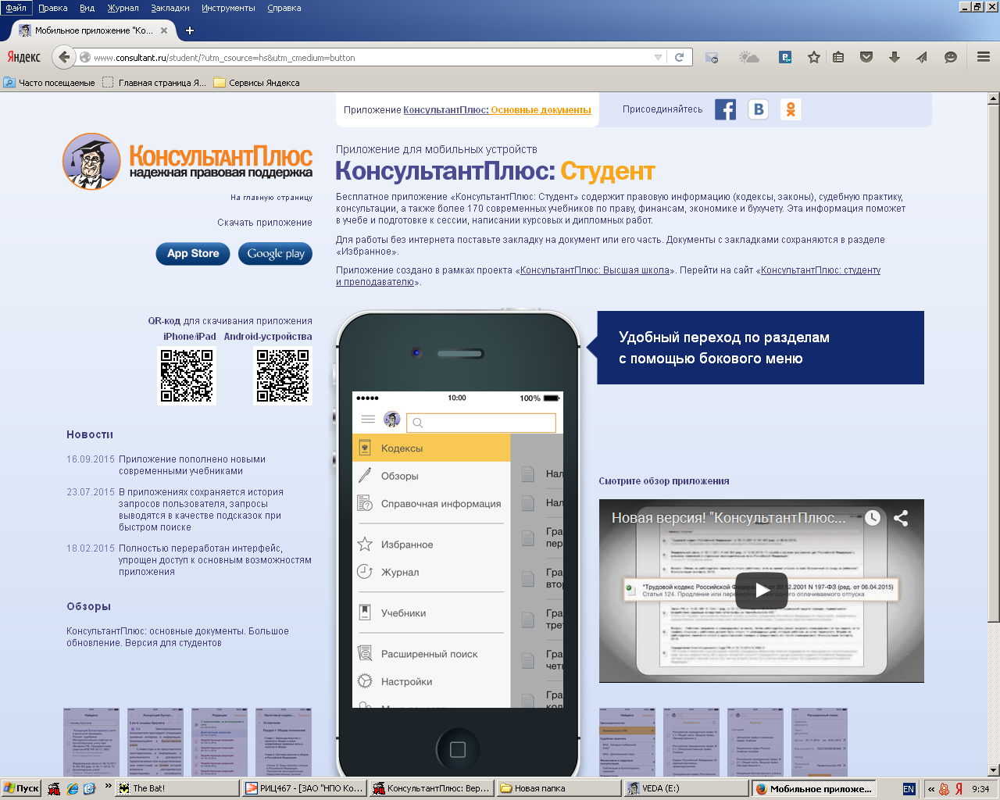 Файл Правка Вид Журнал Закладки Инструменты Справка
Мобильное приложение "Ко...
Яндекс
www.consultant.ru/student/?utm_csource=hs&utm_cmedium=button
Часто посещаемые Главная страница Я... Сервисы Яндекса
Приложение КонсультантПлюс: Основные документы
Присоединяйтесь
КонсультантПлюс
надежная правовая поддержка
На главную страницу
Скачать приложение
App Store Google play
Приложение для мобильных устройств
КонсультантПлюс: Студент
Бесплатное приложение «КонсультантПлюс: Студент» содержит правовую информацию (кодексы, законы), судебную практику,
консультации, а также более 170 современных учебников по праву, финансам, экономике и бухучету. Эта информация поможет
в учебе и подготовке к сессии, написании курсовых и дипломных работ.
Для работы без интернета поставьте закладку на документ или его часть. Документы с закладками сохраняются в разделе
«Избранное».
Приложение создано в рамках проекта «КонсультантПлюс: Высшая школа». Перейти на сайт «КонсультантПлюс: студенту
и преподавателю».
QR-код для скачивания приложения
iPhone/iPad Android-устройства
Новости
16.09.2015 Приложение пополнено новыми
современными учебниками
23.07.2015 В приложениях сохраняется история
запросов пользователя, запросы
выводятся в качестве подсказок при
быстром поиске
18.02.2015 Полностью переработан интерфейс,
упрощен доступ к основным возможностям
приложения
Обзоры
КонсультантПлюс: основные документы. Большое
обновление. Версия для студентов
10:00 100%
Кодексы
Обзоры
Справочная информация
Избранное
Журнал
Учебники
Расширенный поиск
Настройки
Нал
Нал
Гра
пер
Гра
втор
Гра
трет
Гра
четв
Гра
код
Удобный переход по разделам
с помощью бокового меню
Смотрите обзор приложения
Новая версия! "КонсультантПлюс...
"Трудовой кодекс Российской Федерации" от 30.12.2001 N 197-ФЗ (ред. от 06.04.2015)
Статья 124. Продление или перенесение ежегодного оплачиваемого отпуска
Пуск
The Bat!
РИЦ467 - [ЗАО "НПО Ко...
КонсультантПлюс: Вер...
Новая папка
VEDA (E:)
Мобильное приложе...
EN
9:34